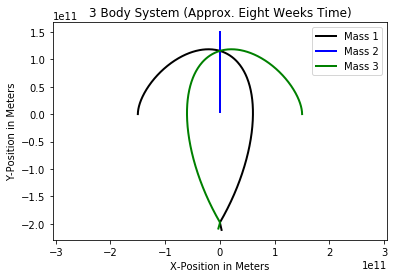 3 Body System (Approx. Eight Weeks Time)
1e11
Mass 1
Mass 2
Mass 3
1.5
1.0
0.5
0.0
-0.5
-1.0
-1.5
-2.0
Y-Position in Meters
-3 -2 -1 0 1 2 3
X-Position in Meters
1e11